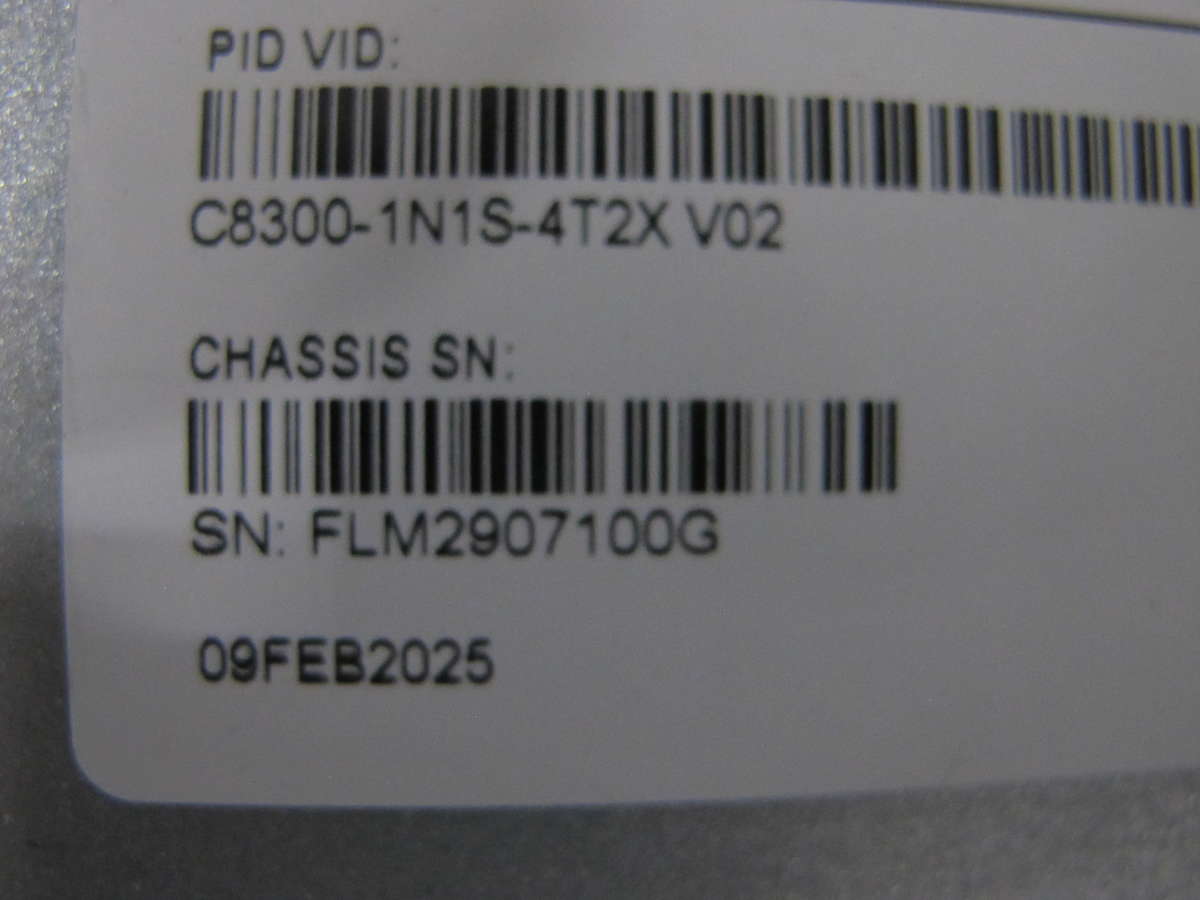 PID VID:
C8300-1N1S-4T2X V02
CHASSIS SN:
SN: FLM2907100G
09FEB2025